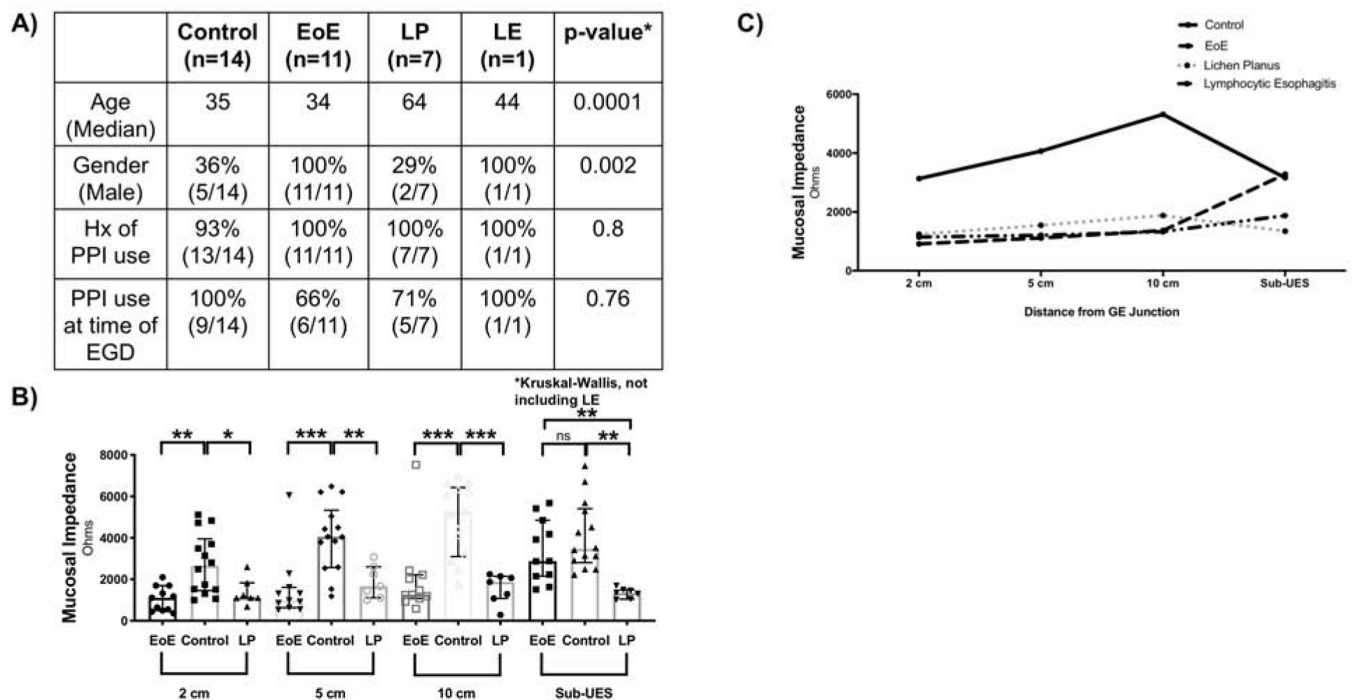 A)
Control EoE LP LE p-value*
(n=14) (n=11) (n=7) (n=1)
Age 35 34 64 44 0.0001
(Median)
Gender 36% 100% 29% 100% 0.002
(Male) (5/14) (11/11) (2/7) (1/1)
Hx of 93% 100% 100% 100% 0.8
PPI use (13/14) (11/11) (7/7) (1/1)
PPI use 100% 66% 71% 100% 0.76
at time of (9/14) (6/11) (5/7) (1/1)
EGD
*Kruskal-Wallis, not
including LE
B)
** * *** ** *** *** ** ns **
Mucosal Impedance
Ohms
8000
6000
4000
2000
0
EoE Control LP EoE Control LP EoE Control LP EoE Control LP
2 cm 5 cm 10 cm Sub-UES
C)
Control
EoE
Lichen Planus
Lymphocytic Esophagitis
Mucosal Impedance
Ohms
6000
4000
2000
0
2 cm 5 cm 10 cm Sub-UES
Distance from GE Junction